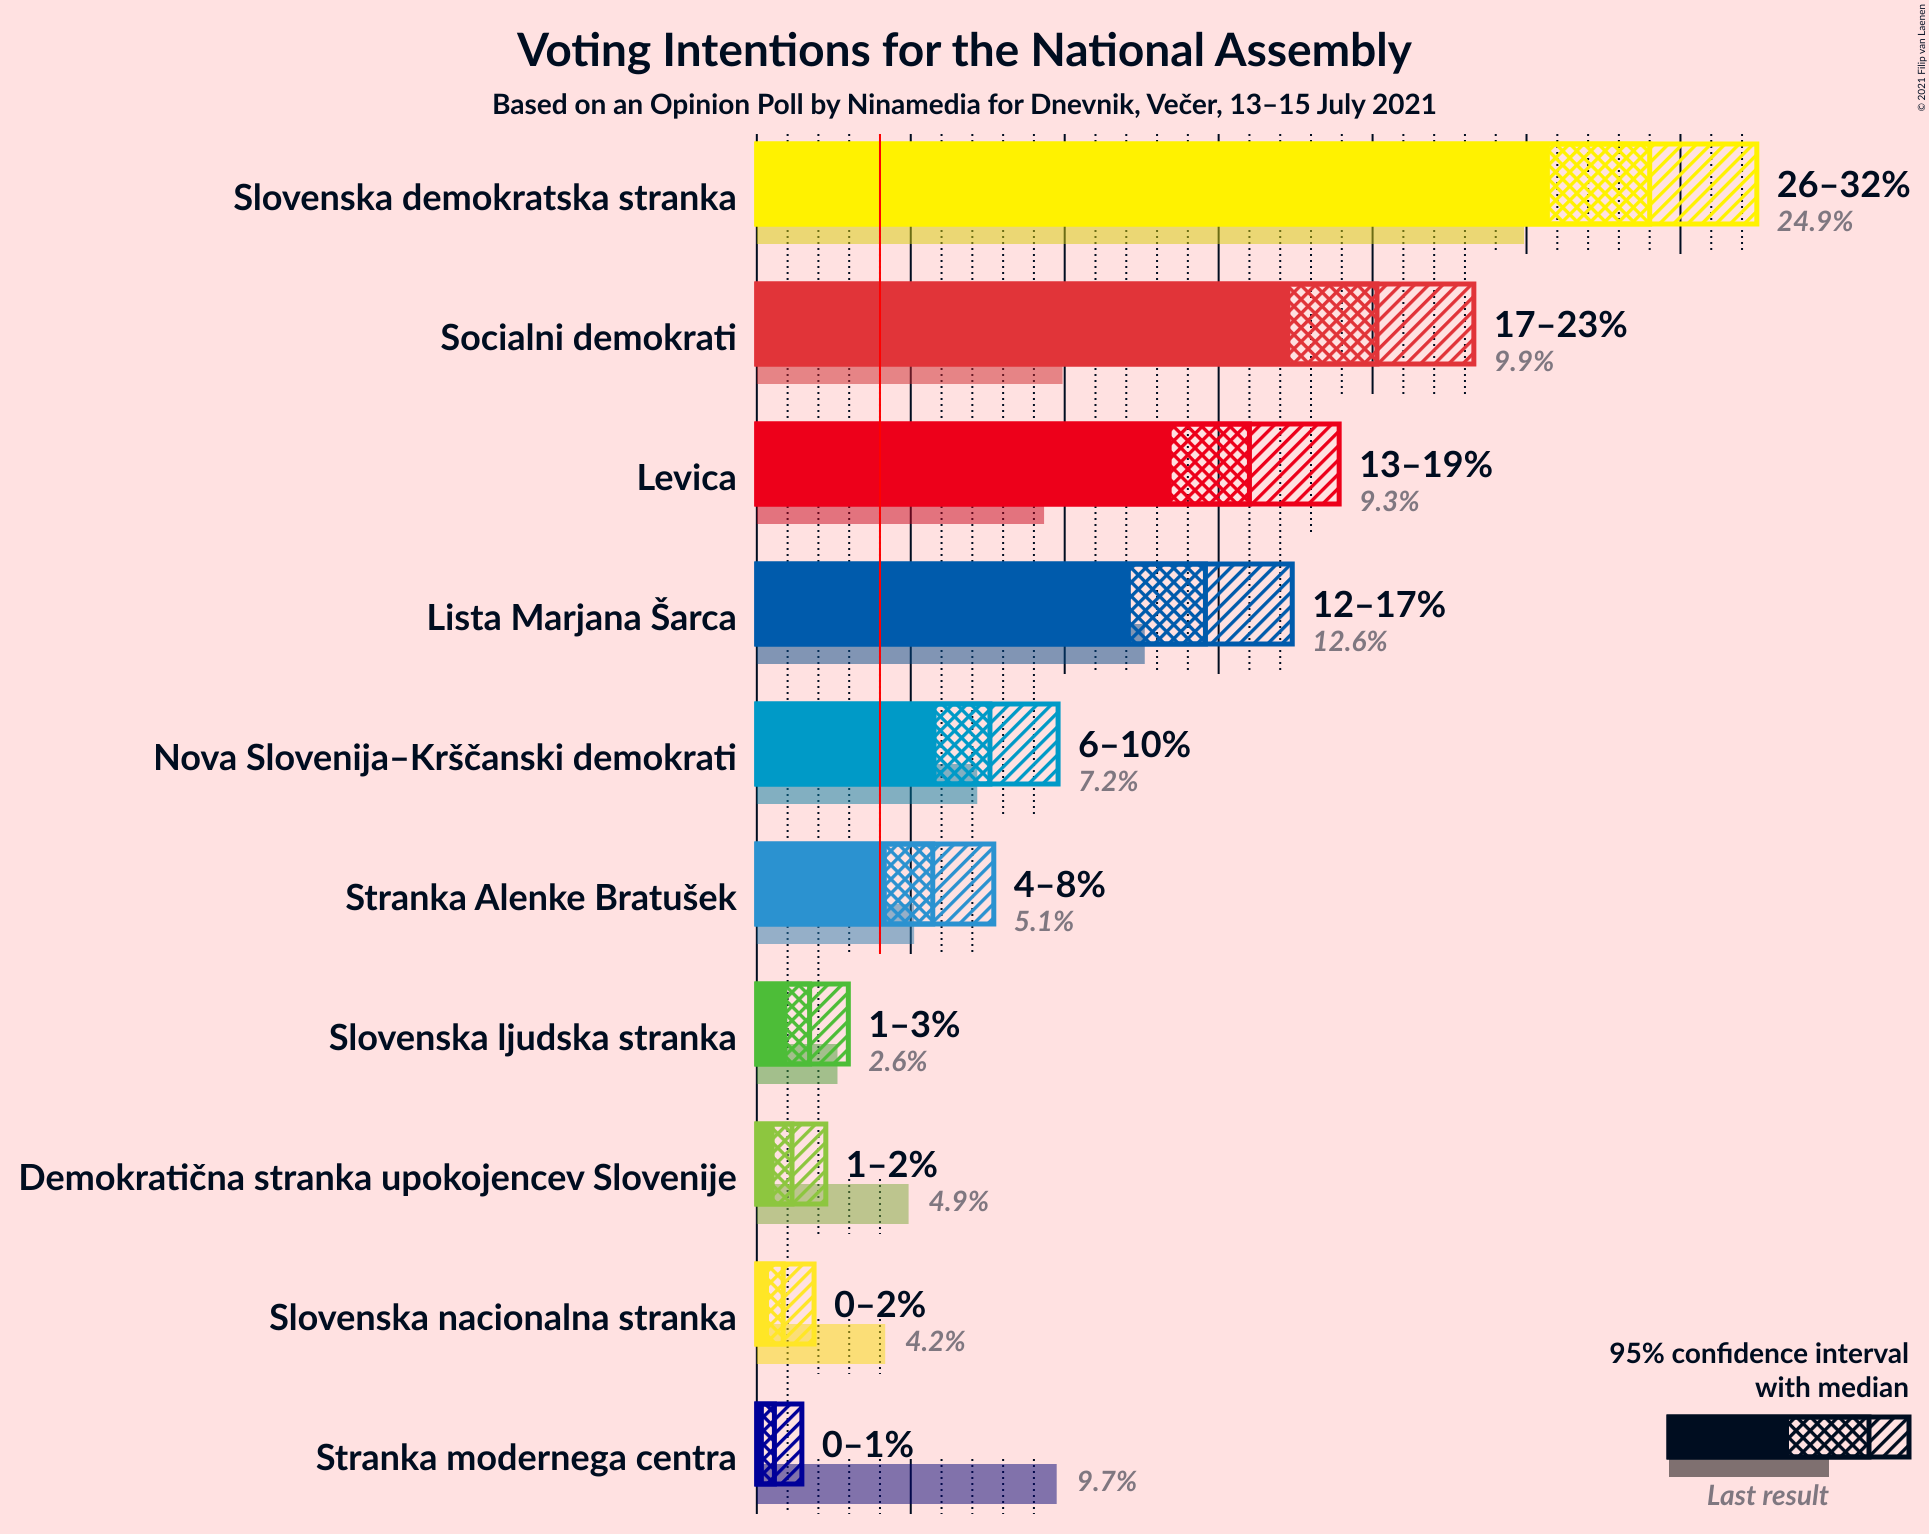 Voting Intentions for the National Assembly
Based on an Opinion Poll by Ninamedia for Dnevnik, Večer, 13–15 July 2021
© 2021 Filip van Laenen
Slovenska demokratska stranka
26–32%
24.9%
Socialni demokrati
17–23%
9.9%
Levica
13–19%
9.3%
Lista Marjana Šarca
12–17%
12.6%
Nova Slovenija–Krščanski demokrati
6–10%
7.2%
Stranka Alenke Bratušek
4–8%
5.1%
Slovenska ljudska stranka
1–3%
2.6%
Demokratična stranka upokojencev Slovenije
1–2%
4.9%
Slovenska nacionalna stranka
0–2%
4.2%
Stranka modernega centra
0–1%
9.7%
95% confidence interval
with median
Last result